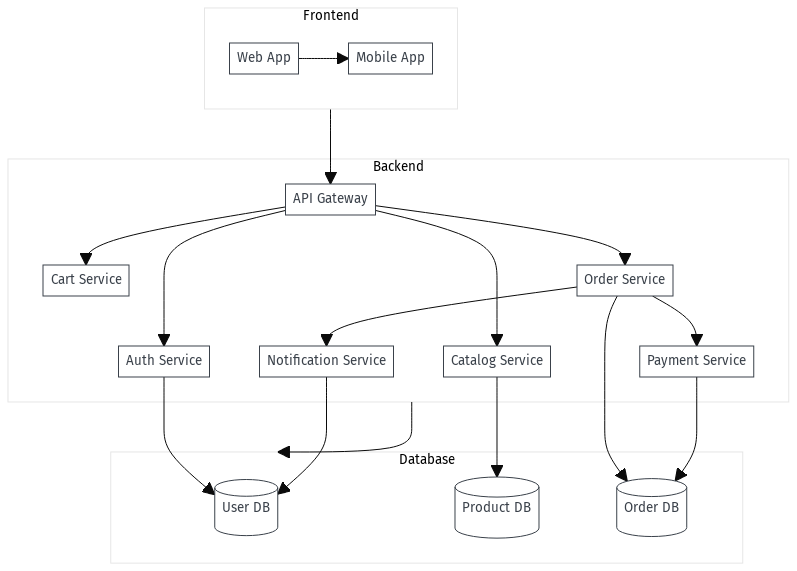 Frontend
Web App
Mobile App
Backend
API Gateway
Cart Service
Order Service
Auth Service
Notification Service
Catalog Service
Payment Service
Database
User DB
Product DB
Order DB